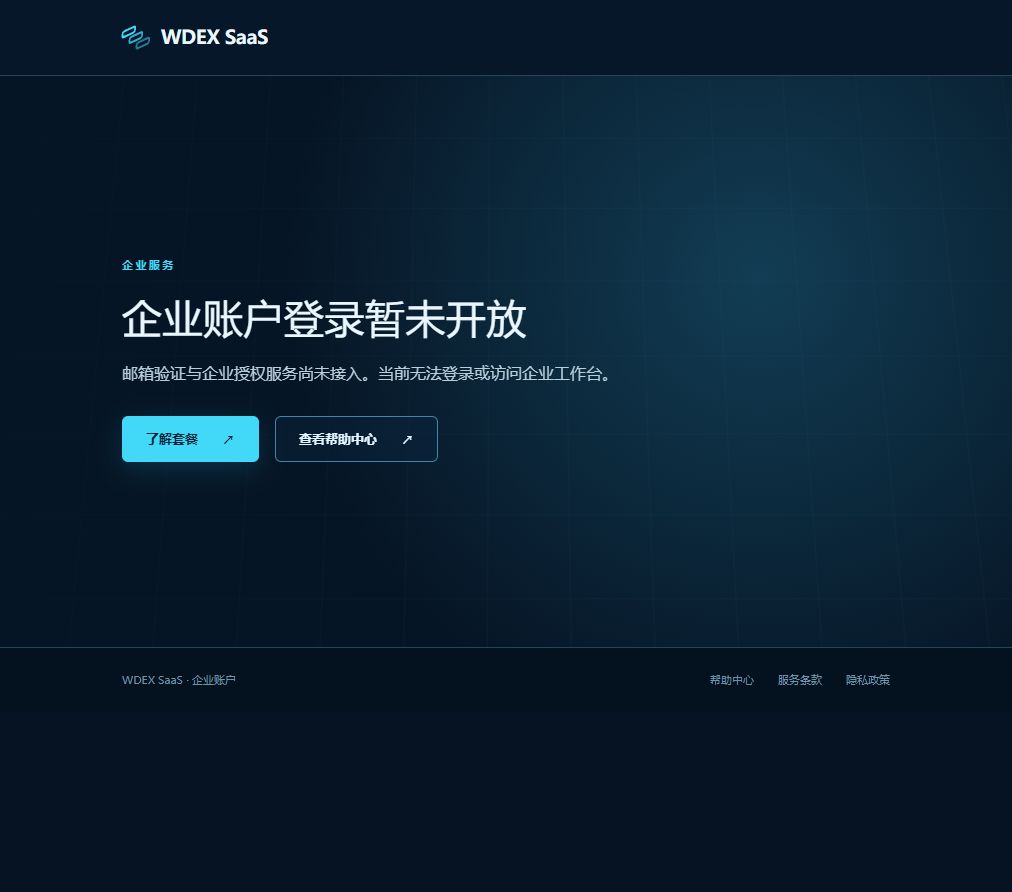 WDEX SaaS
企业服务
企业账户登录暂未开放
邮箱验证与企业授权服务尚未接入。当前无法登录或访问企业工作台。
了解套餐 ↗ 查看帮助中心 ↗
WDEX SaaS · 企业账户 帮助中心 服务条款 隐私政策